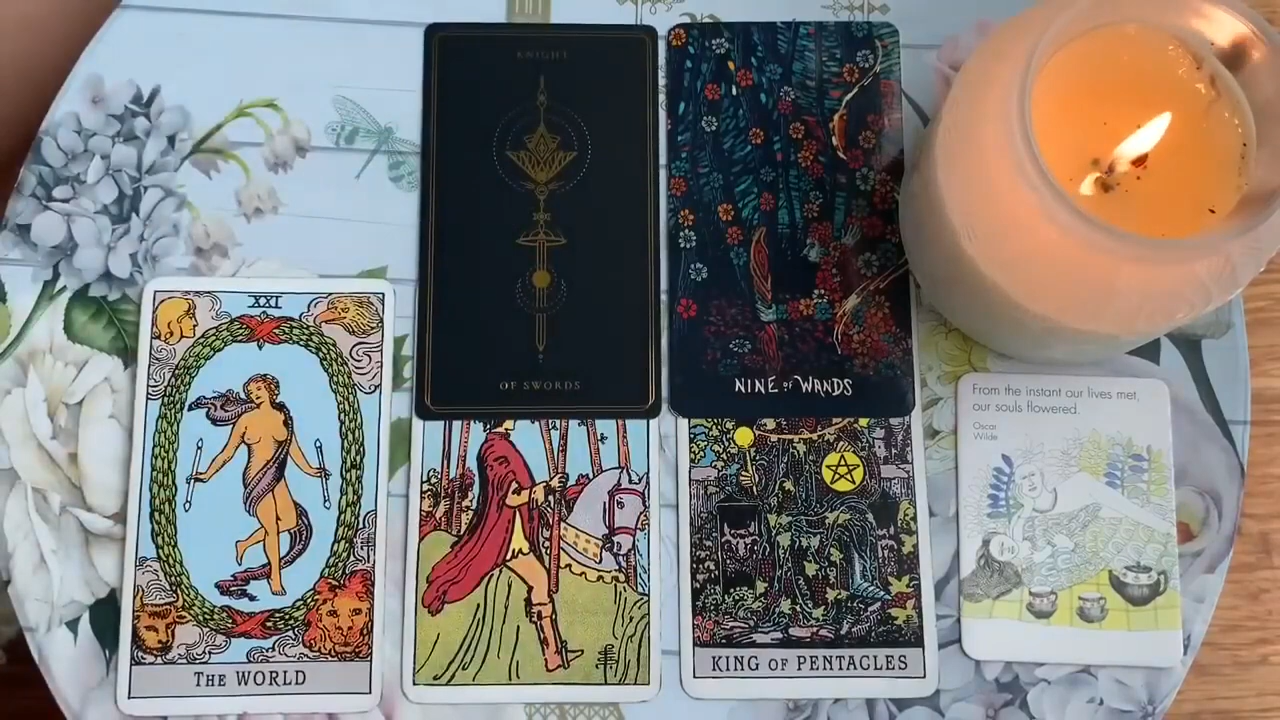 KNIGHT
OF SWORDS
NINE OF WANDS
XXI
THE WORLD
KING OF PENTACLES
From the instant our lives met,
our souls flowered.
Oscar
Wilde